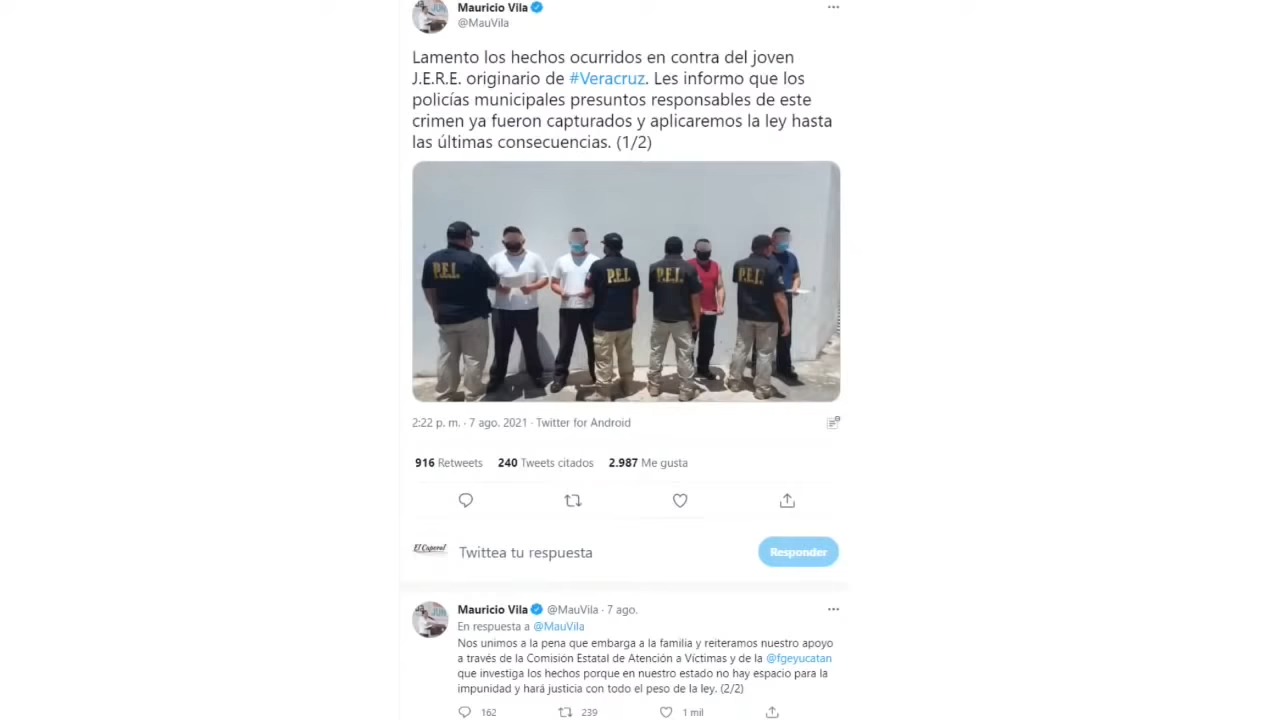 Mauricio Vila
@MauVila
Lamento los hechos ocurridos en contra del joven
J.E.R.E. originario de #Veracruz. Les informo que los
policías municipales presuntos responsables de este
crimen ya fueron capturados y aplicaremos la ley hasta
las últimas consecuencias. (1/2)
P.E.I.
P.E.I.
P.E.I.
P.E.I.
2:22 p. m. · 7 ago. 2021 · Twitter for Android
916 Retweets 240 Tweets citados 2.987 Me gusta
El Caporal Twittea tu respuesta Responder
Mauricio Vila @MauVila · 7 ago.
En respuesta a @MauVila
Nos unimos a la pena que embarga a la familia y reiteramos nuestro apoyo
a través de la Comisión Estatal de Atención a Víctimas y de la @fgeyucatan
que investiga los hechos porque en nuestro estado no hay espacio para la
impunidad y hará justicia con todo el peso de la ley. (2/2)
162 239 1 mil